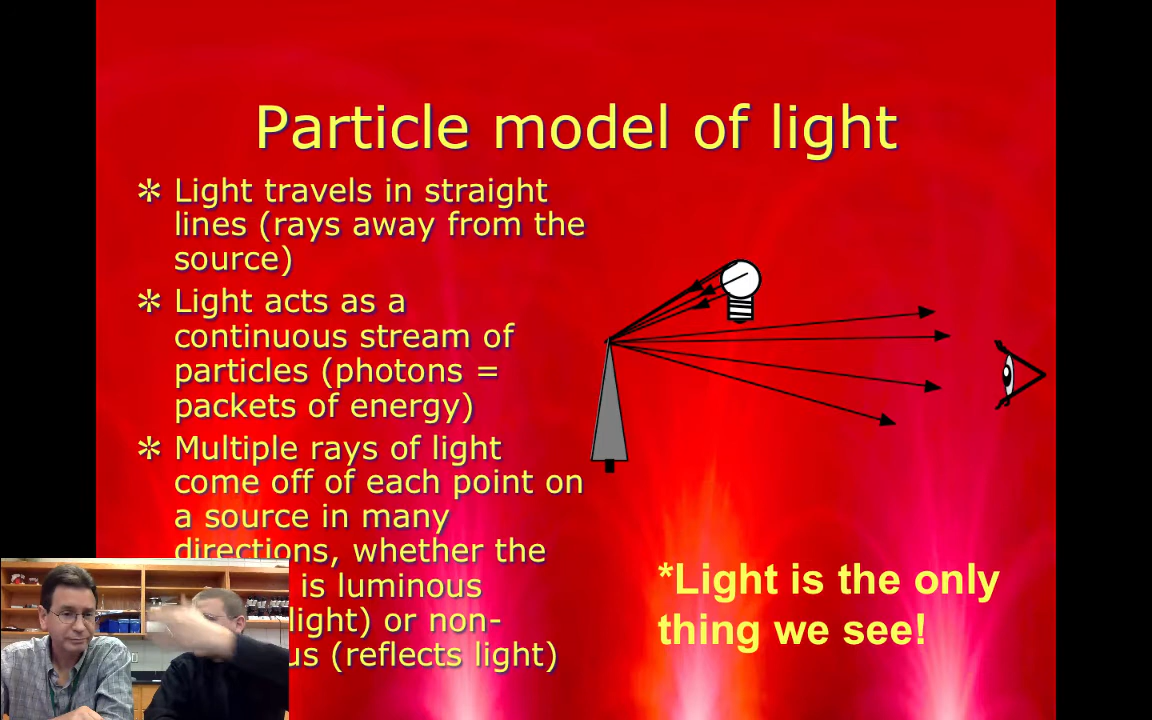 Particle model of light
✻ Light travels in straight
lines (rays away from the
source)
✻ Light acts as a
continuous stream of
particles (photons =
packets of energy)
✻ Multiple rays of light
come off of each point on
a source in many
directions, whether the
is luminous
light) or non-
(reflects light)
*Light is the only
thing we see!